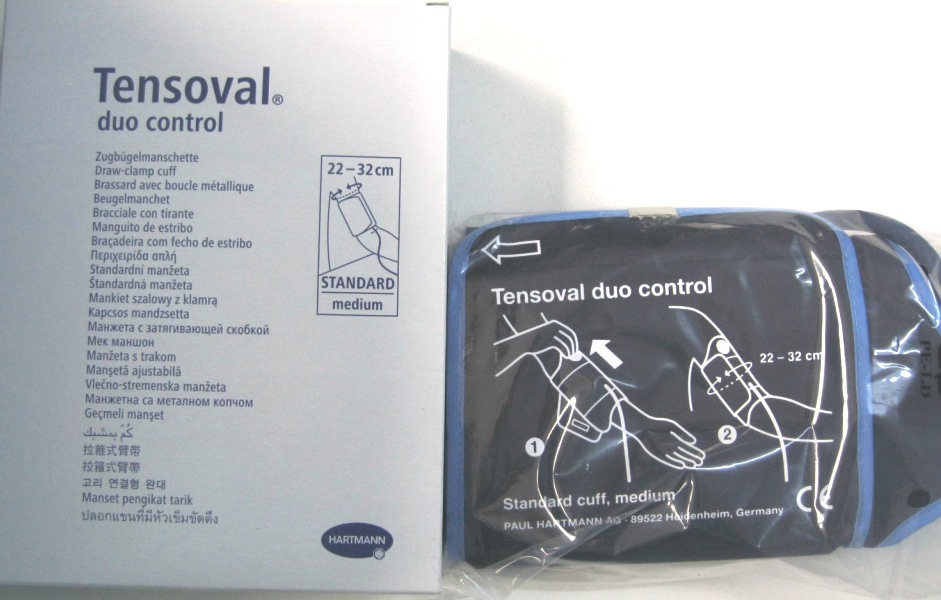 Tensoval®
duo control
Zugbügelmanschette
Draw-clamp cuff
Brassard avec boucle métallique
Beugelmanchet
Bracciale con tirante
Manguito de estribo
Braçadeira com fecho de estribo
Περιχειρίδα απλή
Standardní manžeta
Štandardná manžeta
Mankiet szalowy z klamrą
Kapcsos mandzsetta
Манжета с затягивающей скобкой
Мек маншон
Manžeta s trakom
Manşetă ajustabilă
Vlečno-stremenska manžeta
Манжетна са металном копчом
Geçmeli manşet
كُمّ بمشبك
拉箍式臂带
拉箍式臂帶
고리 연결형 완대
Manset pengikat tarik
ปลอกแขนที่มีหัวเข็มขัดดึง
22 – 32 cm
STANDARD
medium
HARTMANN
Tensoval duo control
22 – 32 cm
1
2
Standard cuff, medium
CE
PAUL HARTMANN AG · 89522 Heidenheim, Germany
PE-LD